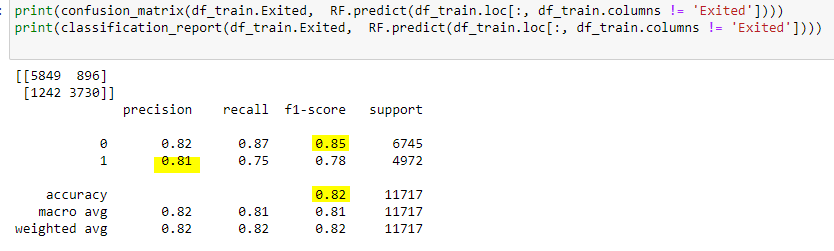 print(confusion_matrix(df_train.Exited,  RF.predict(df_train.loc[:, df_train.columns != 'Exited'])))
print(classification_report(df_train.Exited,  RF.predict(df_train.loc[:, df_train.columns != 'Exited'])))
[[5849  896]
 [1242 3730]]
              precision    recall  f1-score   support
           0       0.82      0.87      0.85      6745
           1       0.81      0.75      0.78      4972
    accuracy                           0.82     11717
   macro avg       0.82      0.81      0.81     11717
weighted avg       0.82      0.82      0.82     11717